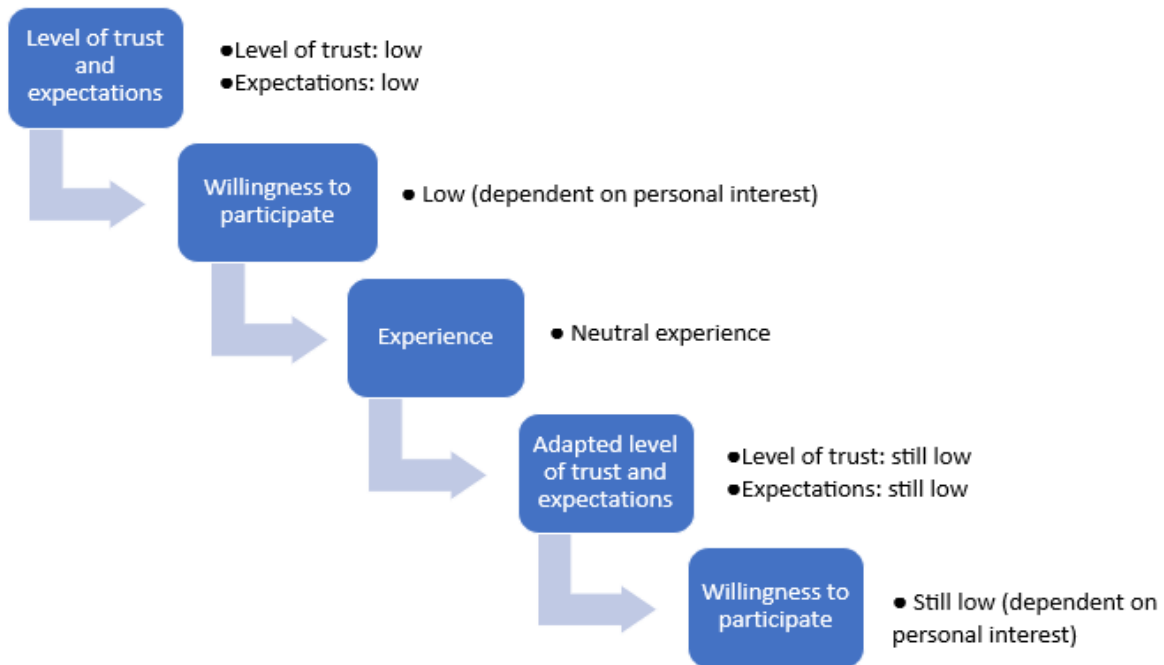 Level of trust
and
expectations
●Level of trust: low
●Expectations: low
Willingness to
participate
● Low (dependent on personal interest)
Experience
● Neutral experience
Adapted level
of trust and
expectations
●Level of trust: still low
●Expectations: still low
Willingness to
participate
● Still low (dependent on
personal interest)